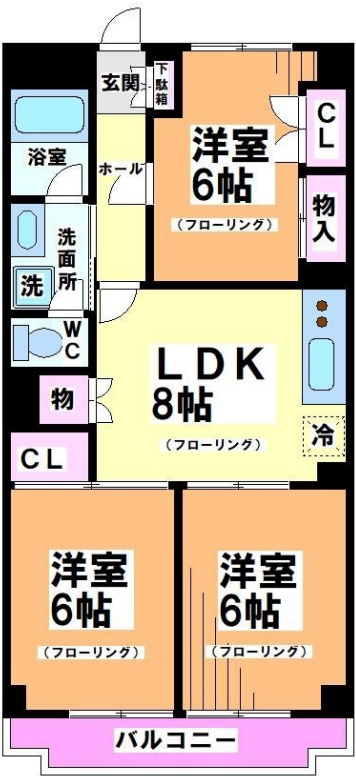 玄関
下駄箱
浴室
ホール
洋室
6帖
(フローリング)
CL
物入
洗面所
洗
WC
LDK
8帖
(フローリング)
物
冷
CL
洋室
6帖
(フローリング)
洋室
6帖
(フローリング)
バルコニー